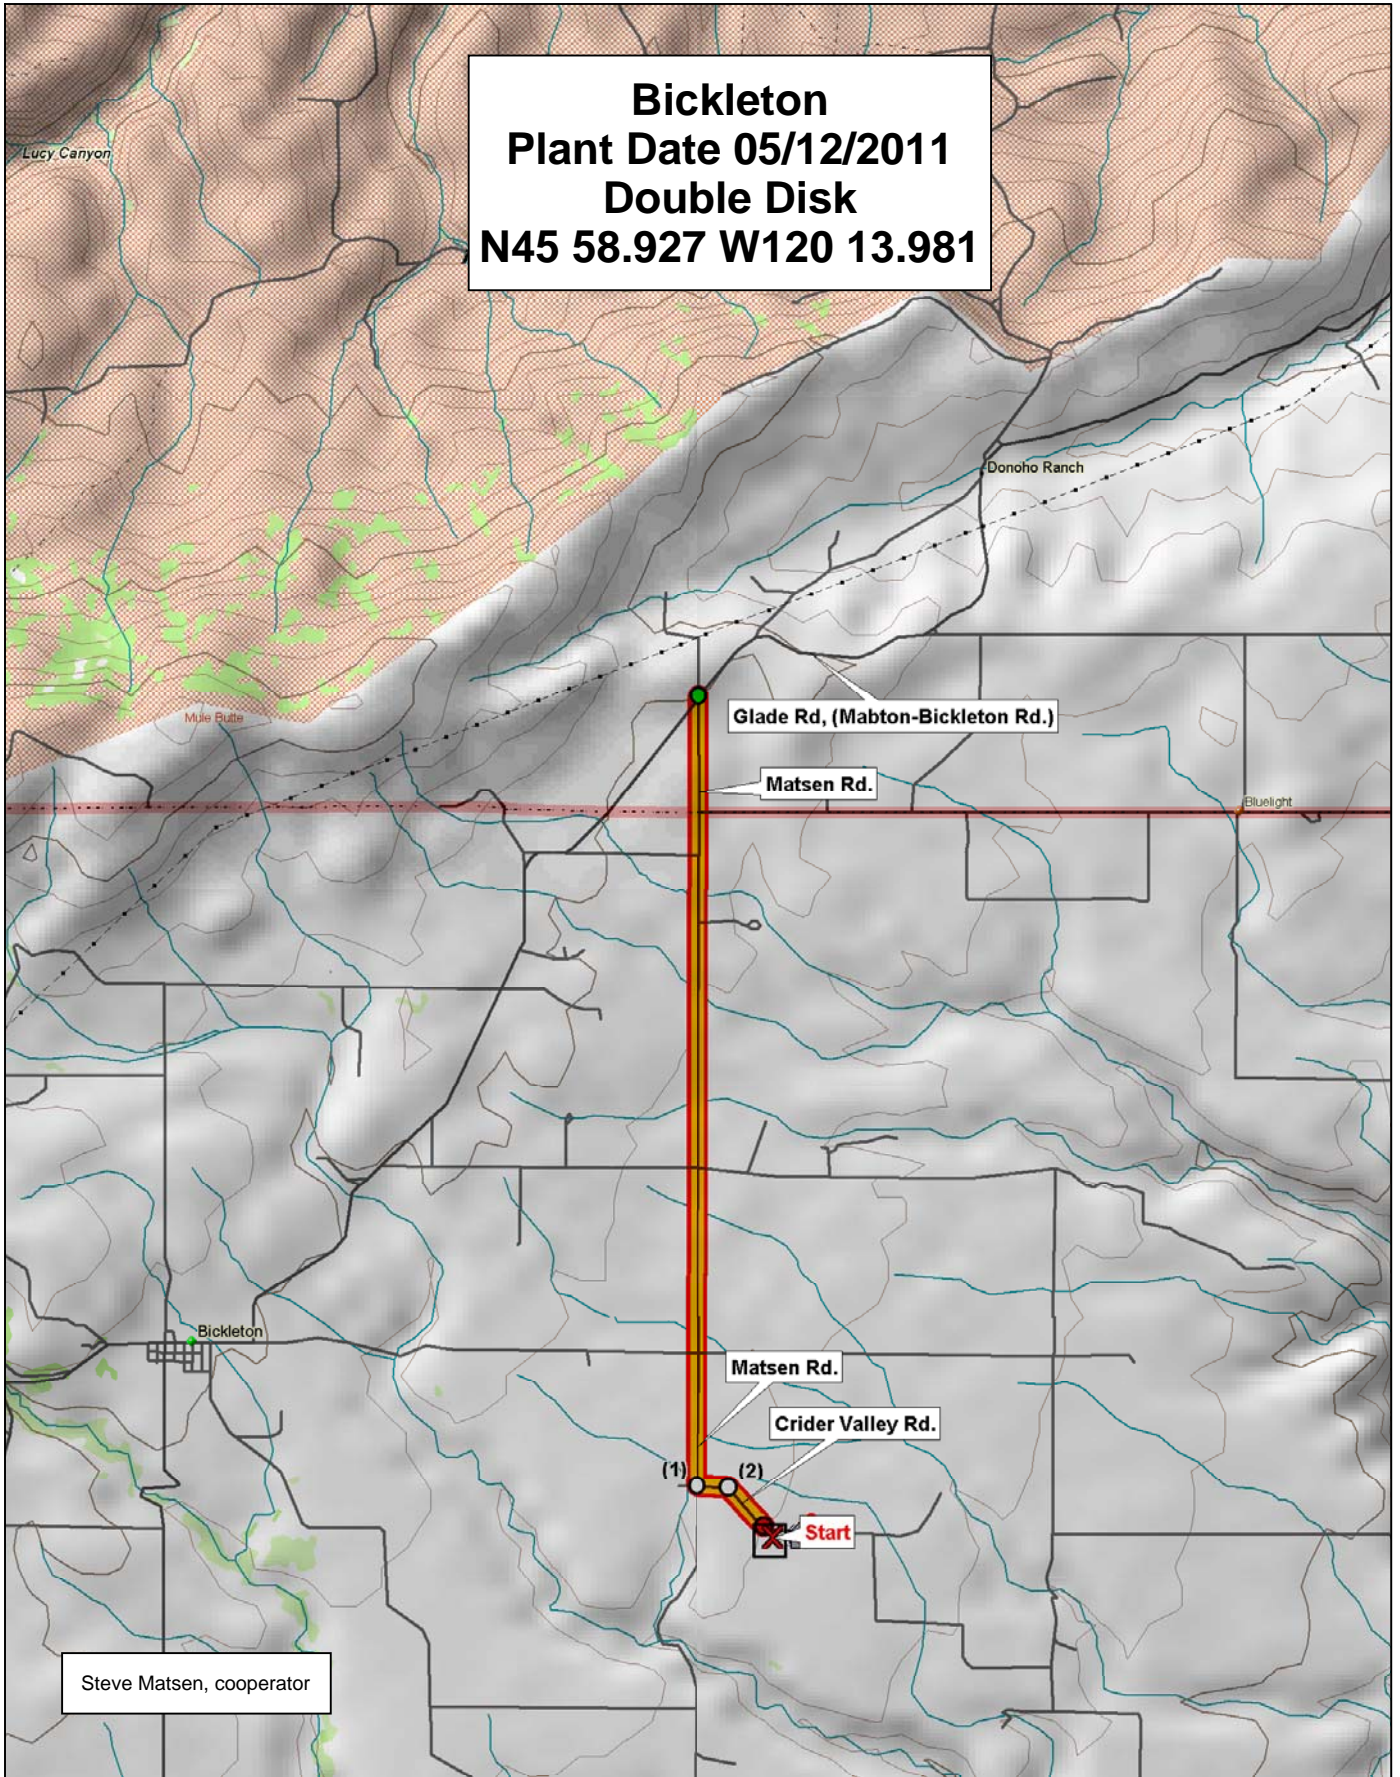 Bickleton
Plant Date 05/12/2011
Double Disk
N45 58.927 W120 13.981
Lucy Canyon
Donoho Ranch
Mule Butte
Glade Rd, (Mabton-Bickleton Rd.)
Matsen Rd.
Bluelight
Bickleton
Matsen Rd.
Crider Valley Rd.
(1)
(2)
Start
Steve Matsen, cooperator